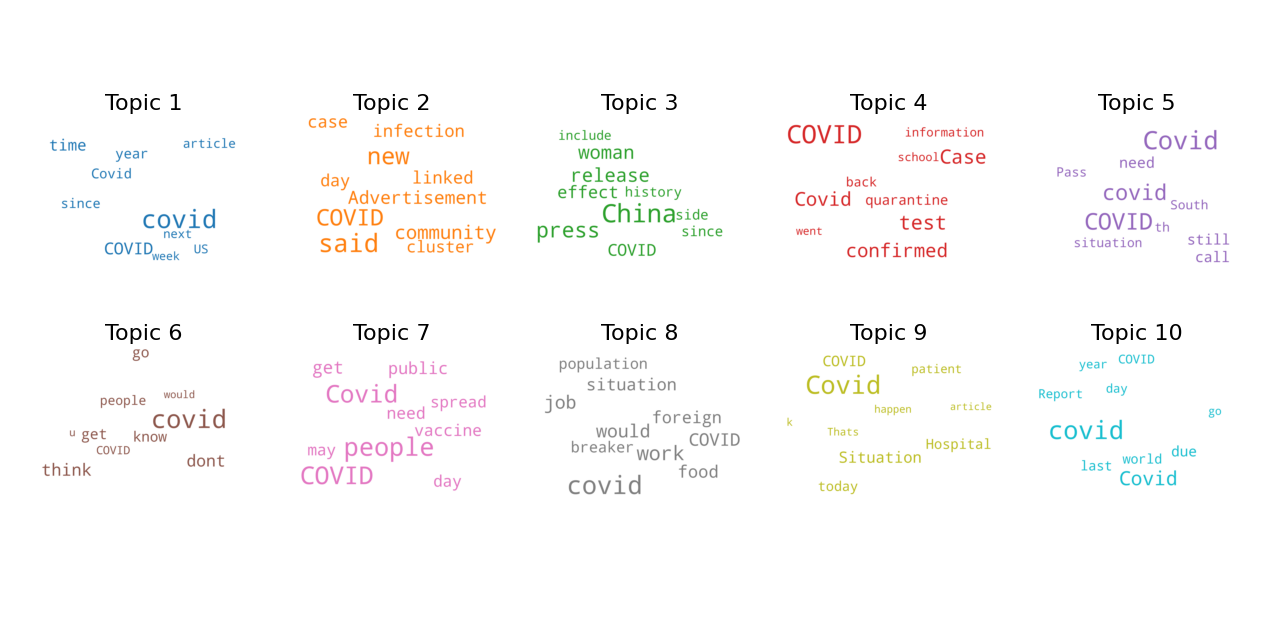 Topic 1
time
article
year
Covid
since
covid
next
COVID US
week
Topic 2
case
infection
new
day linked
Advertisement
COVID
community
said
cluster
Topic 3
include
woman
release
effect history
China side
press since
COVID
Topic 4
COVID information
school Case
back
Covid quarantine
test
went
confirmed
Topic 5
Covid
need
Pass
covid
South
COVID th
situation still
call
Topic 6
go
would
people
covid
u get know
COVID
dont
think
Topic 7
get public
Covid
spread
need
vaccine
may people
COVID
day
Topic 8
population
situation
job
foreign
would
COVID
breaker work
food
covid
Topic 9
COVID
patient
Covid
happen article
k
Thats
Hospital
Situation
today
Topic 10
year COVID
Report day
go
covid
due
last world
Covid